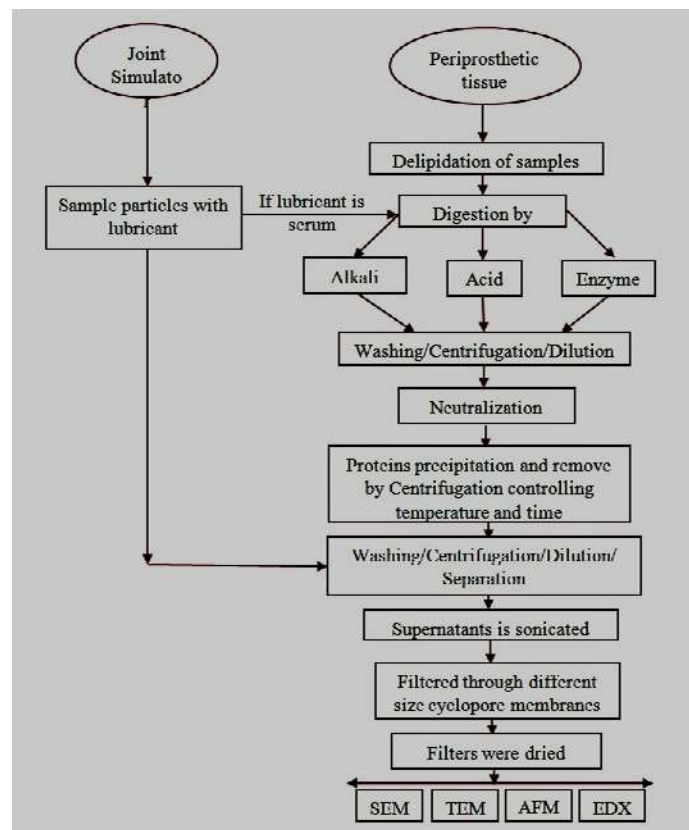 Joint
Simulato
r
Periprosthetic
tissue
Delipidation of samples
Sample particles with
lubricant
If lubricant is
serum
Digestion by
Alkali
Acid
Enzyme
Washing/Centrifugation/Dilution
Neutralization
Proteins precipitation and remove
by Centrifugation controlling
temperature and time
Washing/Centrifugation/Dilution/
Separation
Supernatants is sonicated
Filtered through different
size cyclopore membranes
Filters were dried
SEM
TEM
AFM
EDX